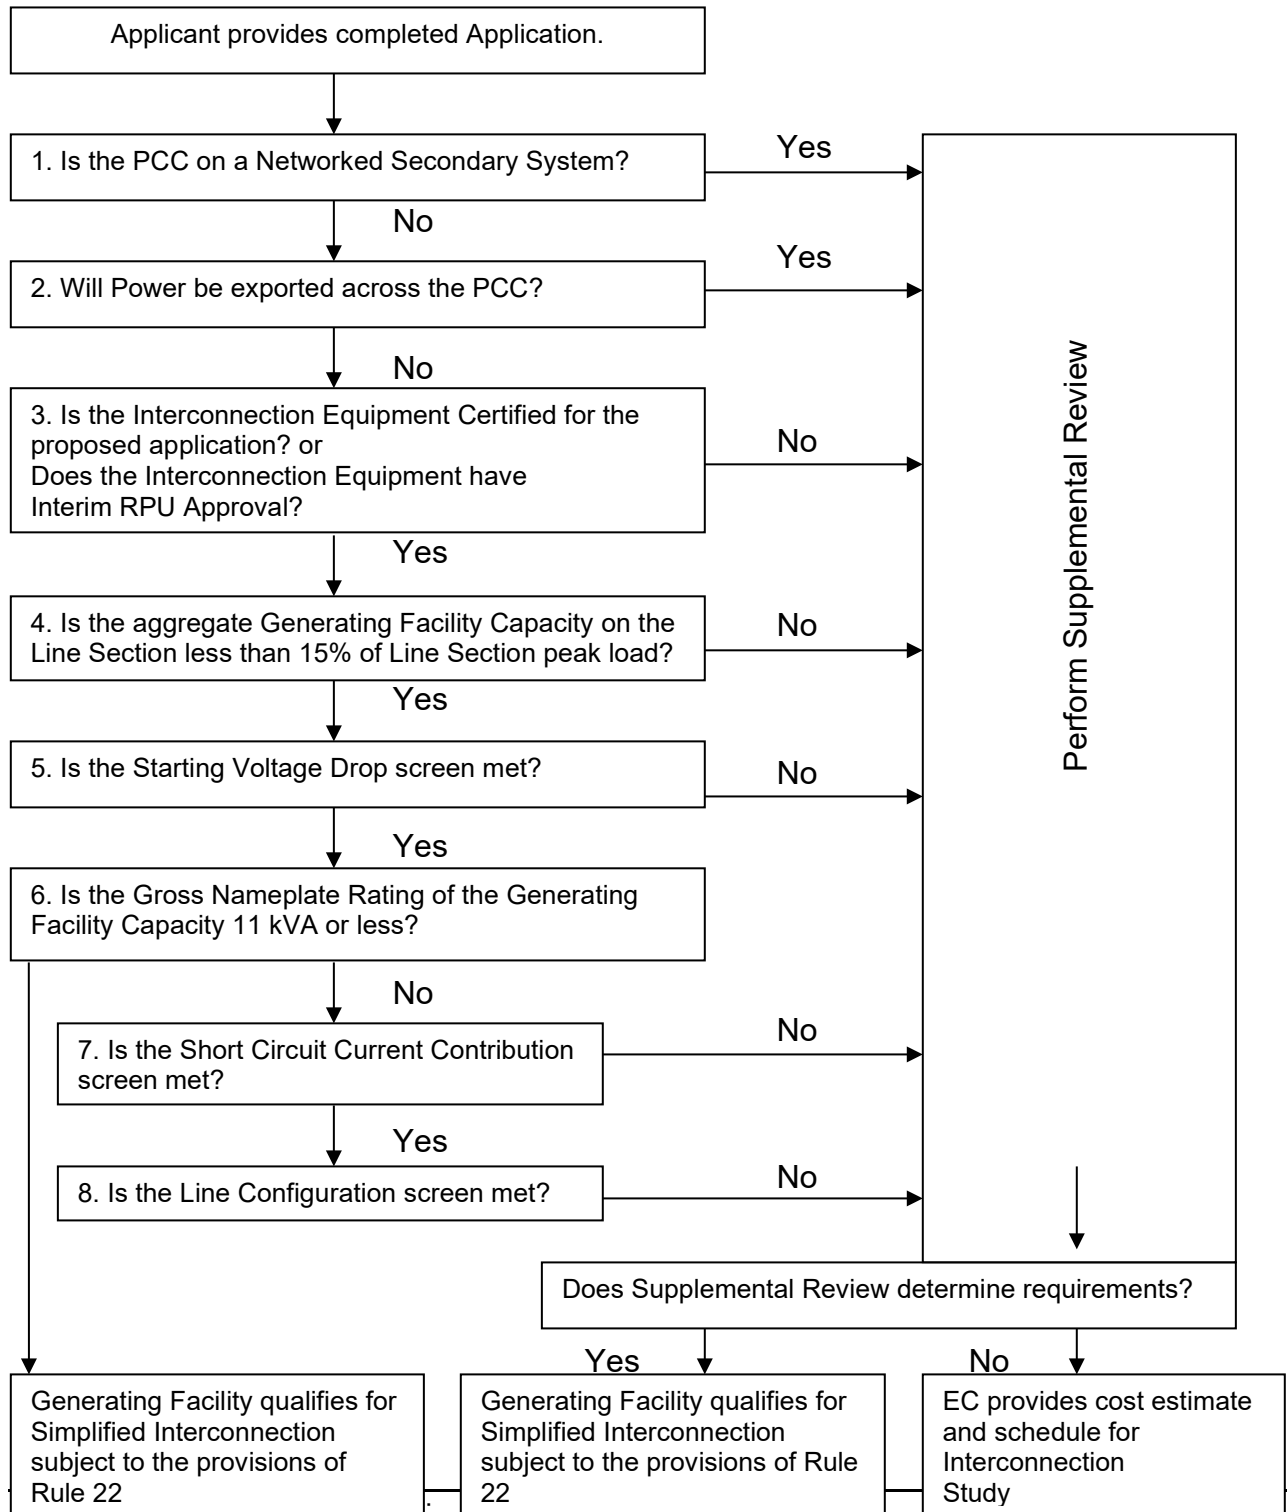 Applicant provides completed Application.
1. Is the PCC on a Networked Secondary System?
Yes
No
2. Will Power be exported across the PCC?
Yes
No
3. Is the Interconnection Equipment Certified for the
proposed application? or
Does the Interconnection Equipment have
Interim RPU Approval?
No
Yes
4. Is the aggregate Generating Facility Capacity on the
Line Section less than 15% of Line Section peak load?
No
Yes
5. Is the Starting Voltage Drop screen met?
No
Yes
6. Is the Gross Nameplate Rating of the Generating
Facility Capacity 11 kVA or less?
No
7. Is the Short Circuit Current Contribution
screen met?
No
Yes
8. Is the Line Configuration screen met?
No
Perform Supplemental Review
Does Supplemental Review determine requirements?
Yes
No
Generating Facility qualifies for
Simplified Interconnection
subject to the provisions of
Rule 22
.
Generating Facility qualifies for
Simplified Interconnection
subject to the provisions of Rule
22
EC provides cost estimate
and schedule for
Interconnection
Study